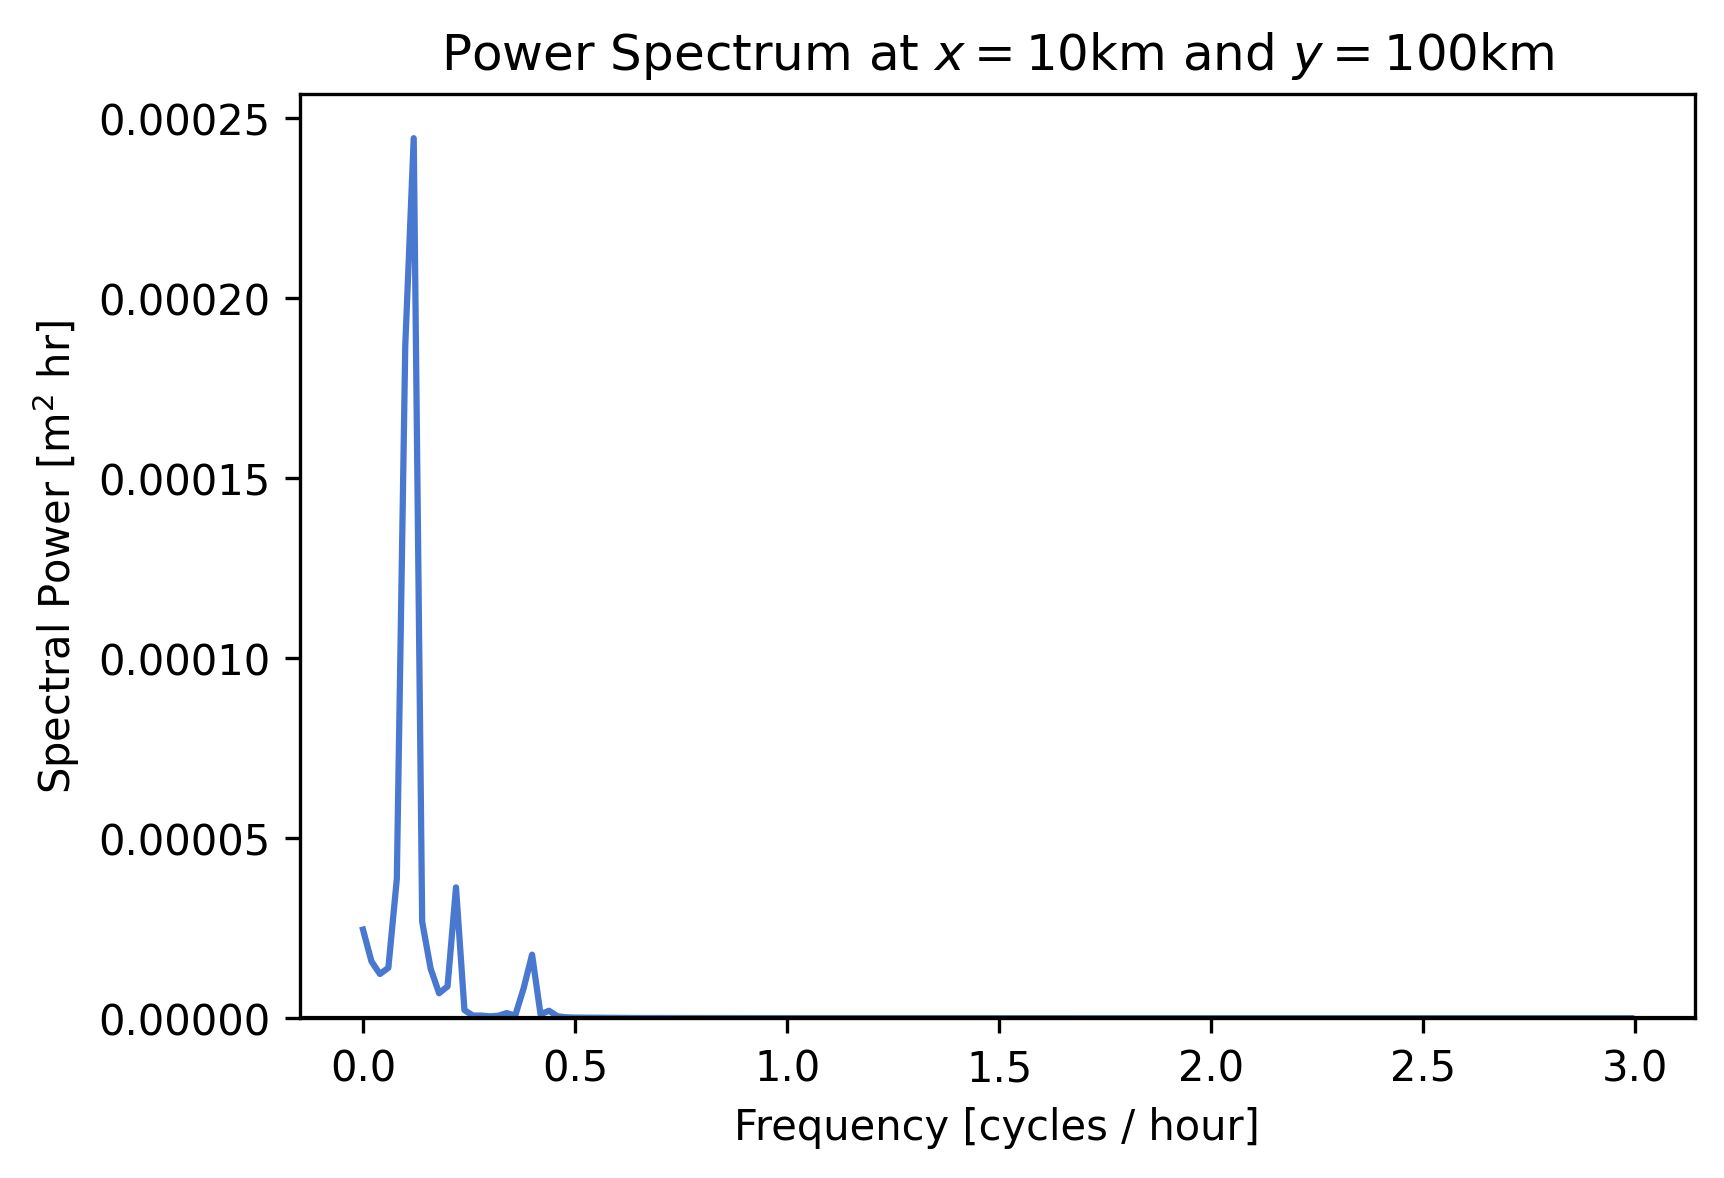 Power Spectrum at x = 10km and y = 100km
0.00025
0.00020
0.00015
0.00010
0.00005
0.00000
Spectral Power [m² hr]
0.0 0.5 1.0 1.5 2.0 2.5 3.0
Frequency [cycles / hour]